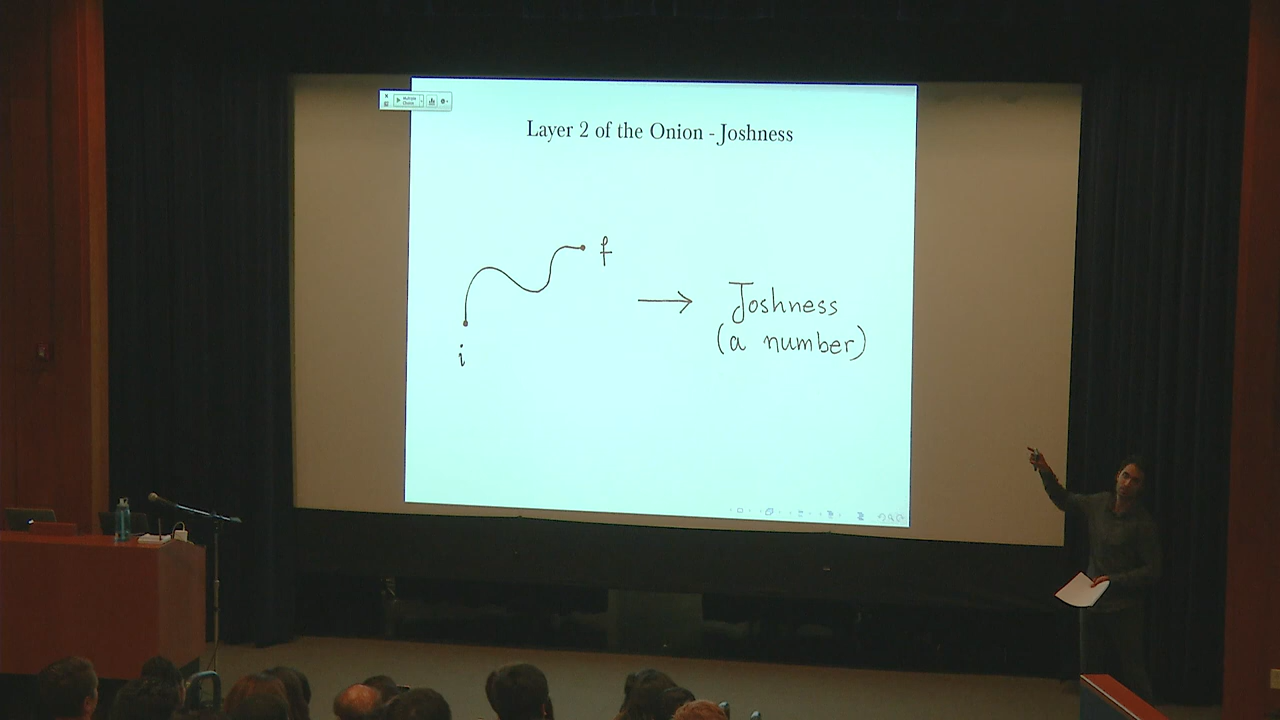 Layer 2 of the Onion - Joshness
f
i
→ Joshness
(a number)